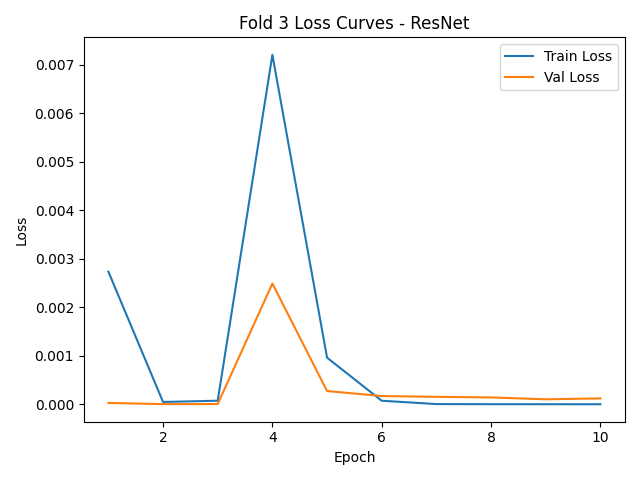 Fold 3 Loss Curves - ResNet
Train Loss
Val Loss
0.007
0.006
0.005
0.004
0.003
0.002
0.001
0.000
Loss
2 4 6 8 10
Epoch